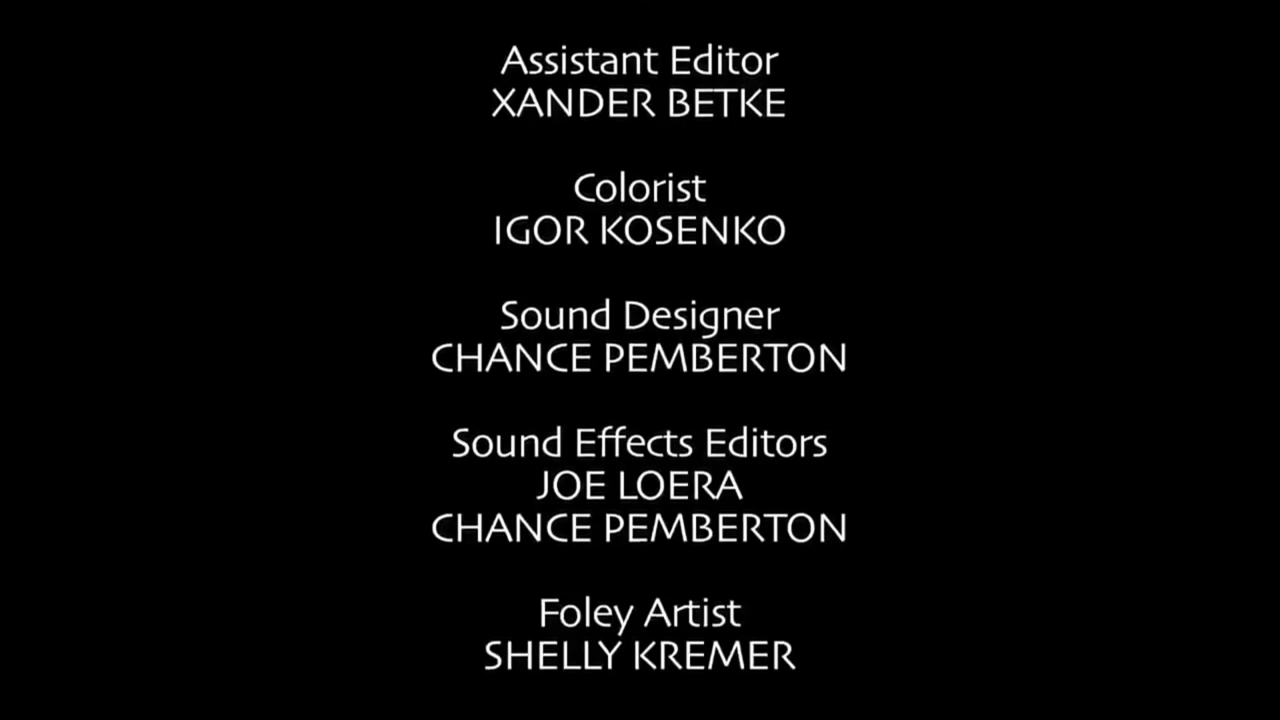 Assistant Editor
XANDER BETKE
Colorist
IGOR KOSENKO
Sound Designer
CHANCE PEMBERTON
Sound Effects Editors
JOE LOERA
CHANCE PEMBERTON
Foley Artist
SHELLY KREMER